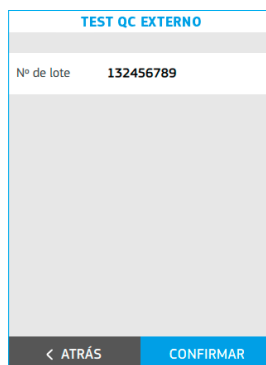 TEST QC EXTERNO
Nº de lote 132456789
< ATRÁS CONFIRMAR